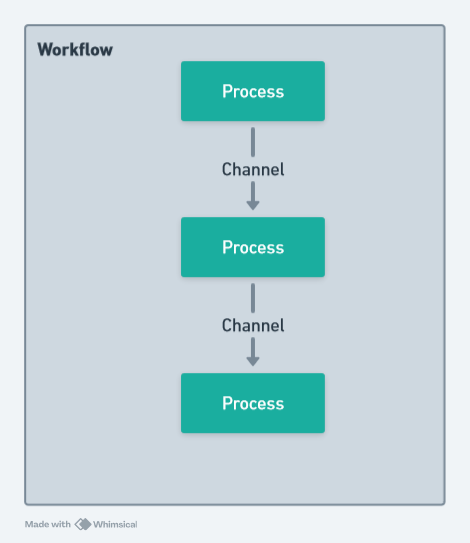 Workflow
Process
Channel
Process
Channel
Process
Made with Whimsical